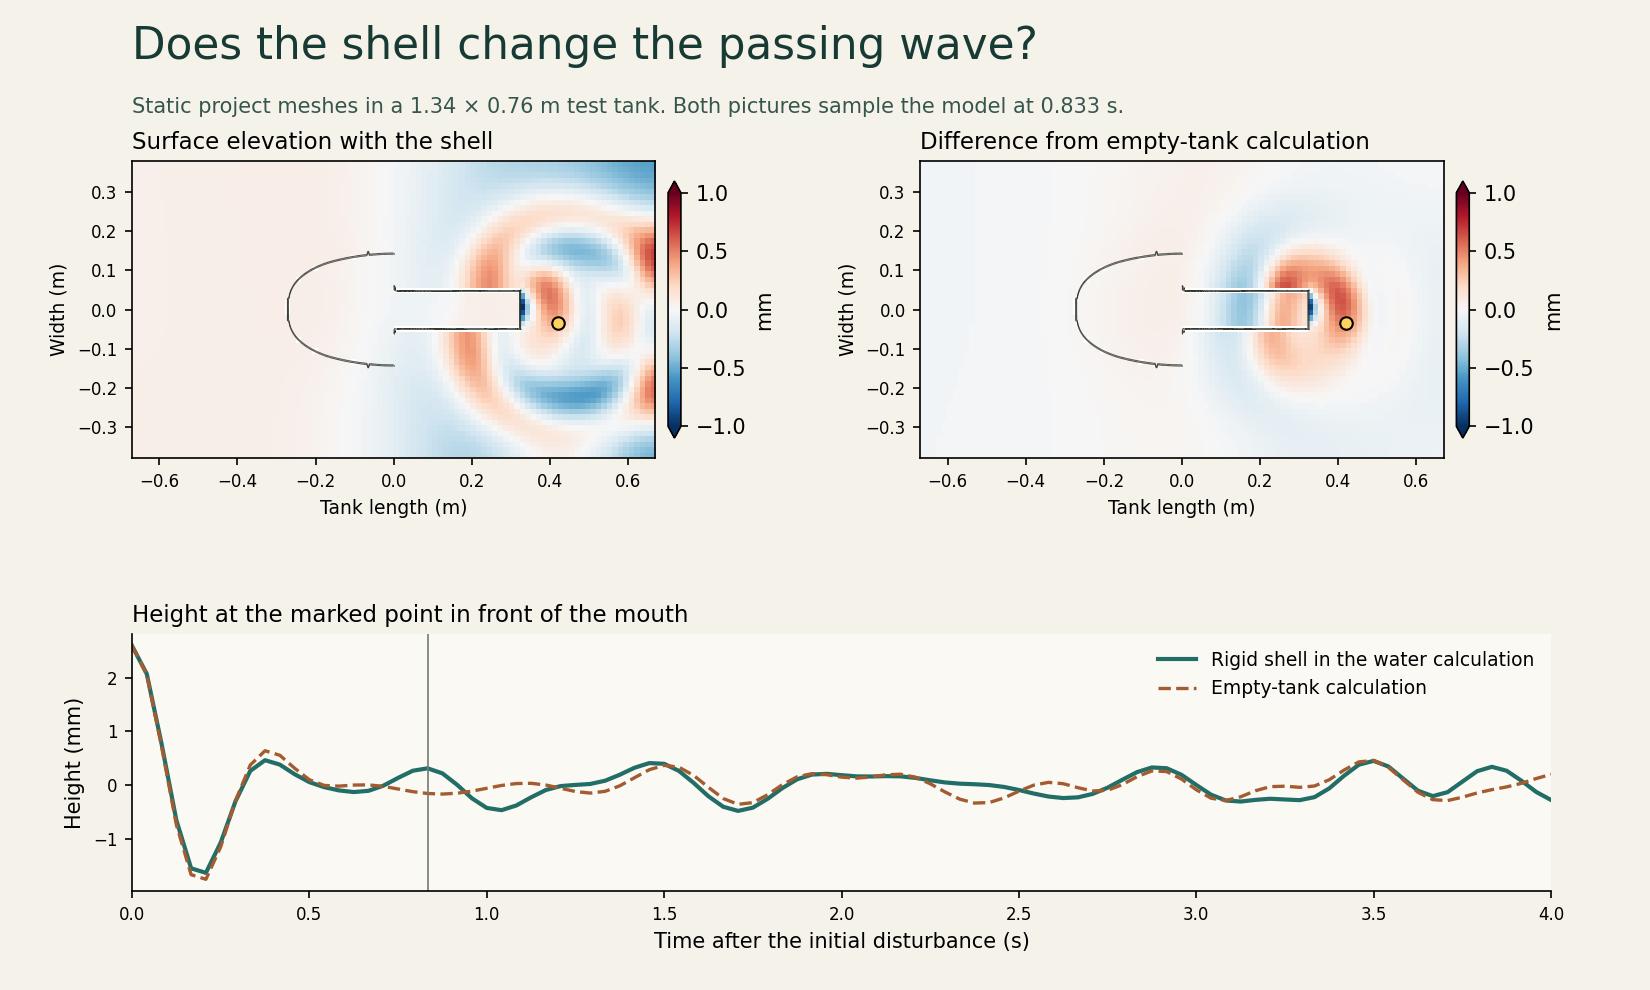 Does the shell change the passing wave?
Static project meshes in a 1.34 × 0.76 m test tank. Both pictures sample the model at 0.833 s.
Surface elevation with the shell
Width (m)
0.3
0.2
0.1
0.0
−0.1
−0.2
−0.3
−0.6 −0.4 −0.2 0.0 0.2 0.4 0.6
Tank length (m)
1.0
0.5
0.0
−0.5
−1.0
mm
Difference from empty-tank calculation
Width (m)
0.3
0.2
0.1
0.0
−0.1
−0.2
−0.3
−0.6 −0.4 −0.2 0.0 0.2 0.4 0.6
Tank length (m)
1.0
0.5
0.0
−0.5
−1.0
mm
Height at the marked point in front of the mouth
Height (mm)
2
1
0
−1
Rigid shell in the water calculation
Empty-tank calculation
0.0 0.5 1.0 1.5 2.0 2.5 3.0 3.5 4.0
Time after the initial disturbance (s)